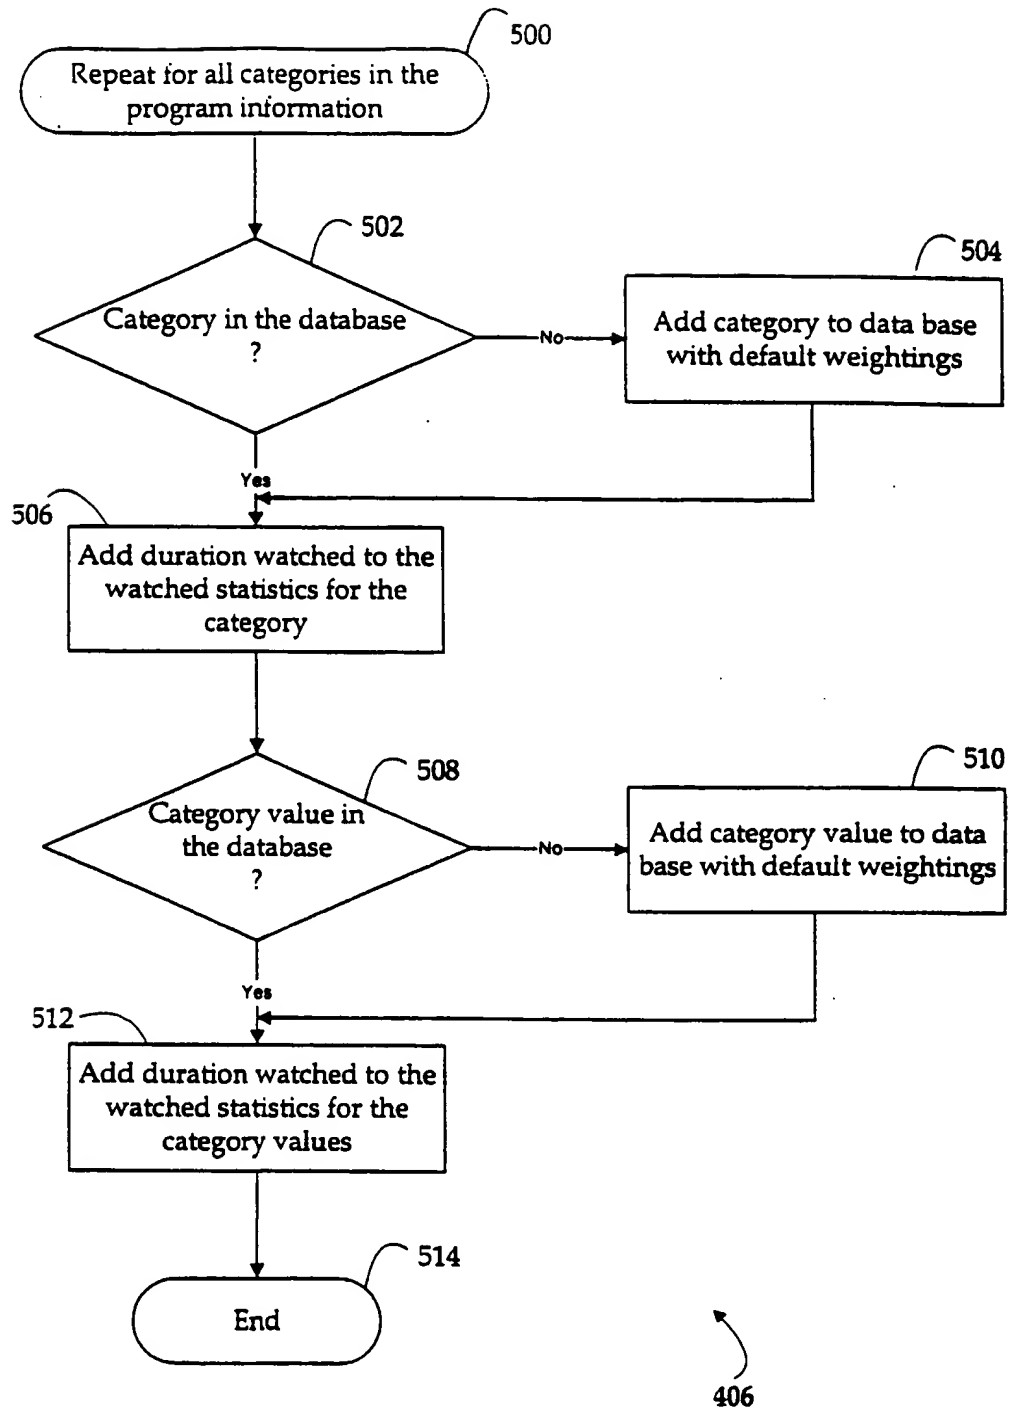 500
Repeat for all categories in the
program information
502
Category in the database
?
No
504
Add category to data base
with default weightings
Yes
506
Add duration watched to the
watched statistics for the
category
508
Category value in
the database
?
No
510
Add category value to data
base with default weightings
Yes
512
Add duration watched to the
watched statistics for the
category values
514
End
406